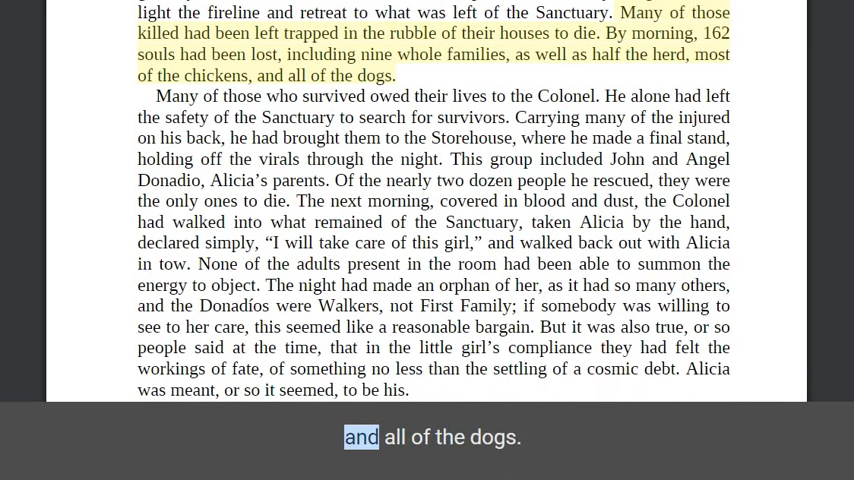 light the fireline and retreat to what was left of the Sanctuary. Many of those
killed had been left trapped in the rubble of their houses to die. By morning, 162
souls had been lost, including nine whole families, as well as half the herd, most
of the chickens, and all of the dogs.
Many of those who survived owed their lives to the Colonel. He alone had left
the safety of the Sanctuary to search for survivors. Carrying many of the injured
on his back, he had brought them to the Storehouse, where he made a final stand,
holding off the virals through the night. This group included John and Angel
Donadio, Alicia’s parents. Of the nearly two dozen people he rescued, they were
the only ones to die. The next morning, covered in blood and dust, the Colonel
had walked into what remained of the Sanctuary, taken Alicia by the hand,
declared simply, “I will take care of this girl,” and walked back out with Alicia
in tow. None of the adults present in the room had been able to summon the
energy to object. The night had made an orphan of her, as it had so many others,
and the Donadíos were Walkers, not First Family; if somebody was willing to
see to her care, this seemed like a reasonable bargain. But it was also true, or so
people said at the time, that in the little girl’s compliance they had felt the
workings of fate, of something no less than the settling of a cosmic debt. Alicia
was meant, or so it seemed, to be his.
and all of the dogs.